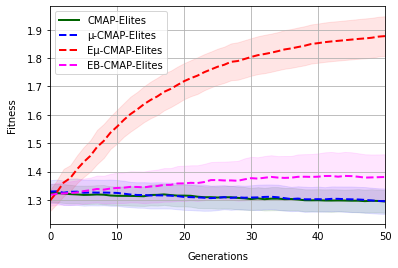 CMAP-Elites
μ-CMAP-Elites
Eμ-CMAP-Elites
EB-CMAP-Elites
1.9
1.8
1.7
1.6
1.5
1.4
1.3
Fitness
0 10 20 30 40 50
Generations